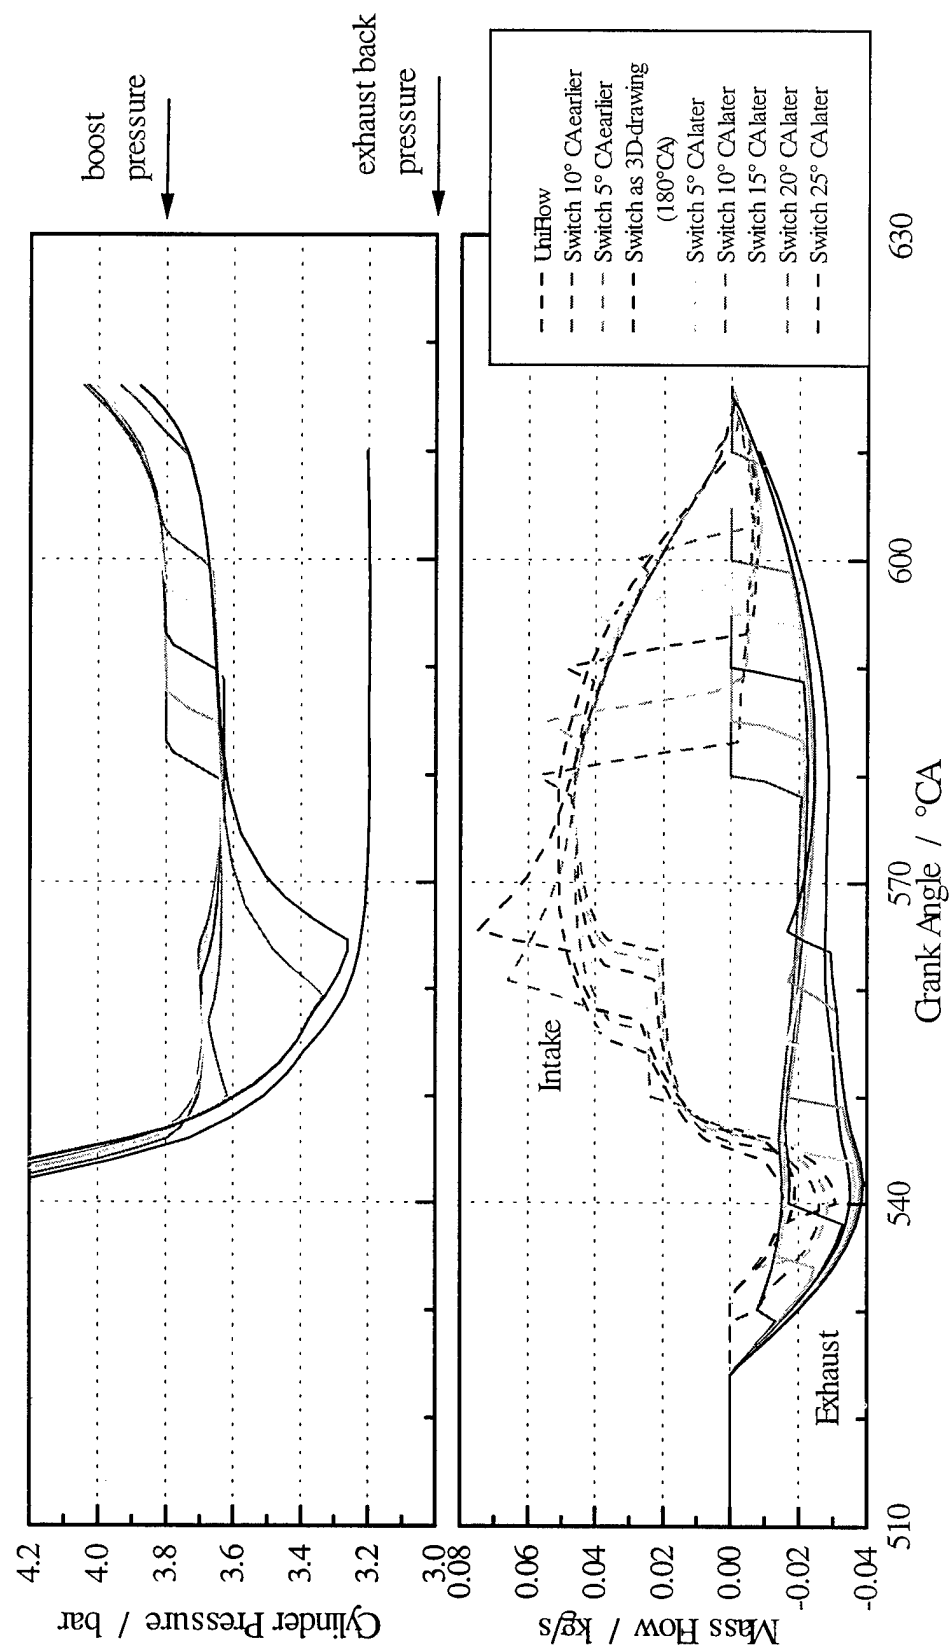 boost
pressure
exhaust back
pressure
Cylinder Pressure / bar
4.2
4.0
3.8
3.6
3.4
3.2
3.0
Mass Flow / kg/s
0.08
0.06
0.04
0.02
0.00
-0.02
-0.04
Intake
Exhaust
UniFlow
Switch 10° CA earlier
Switch 5° CA earlier
Switch as 3D-drawing
(180°CA)
Switch 5° CA later
Switch 10° CA later
Switch 15° CA later
Switch 20° CA later
Switch 25° CA later
510
540
570
600
630
Crank Angle / °CA